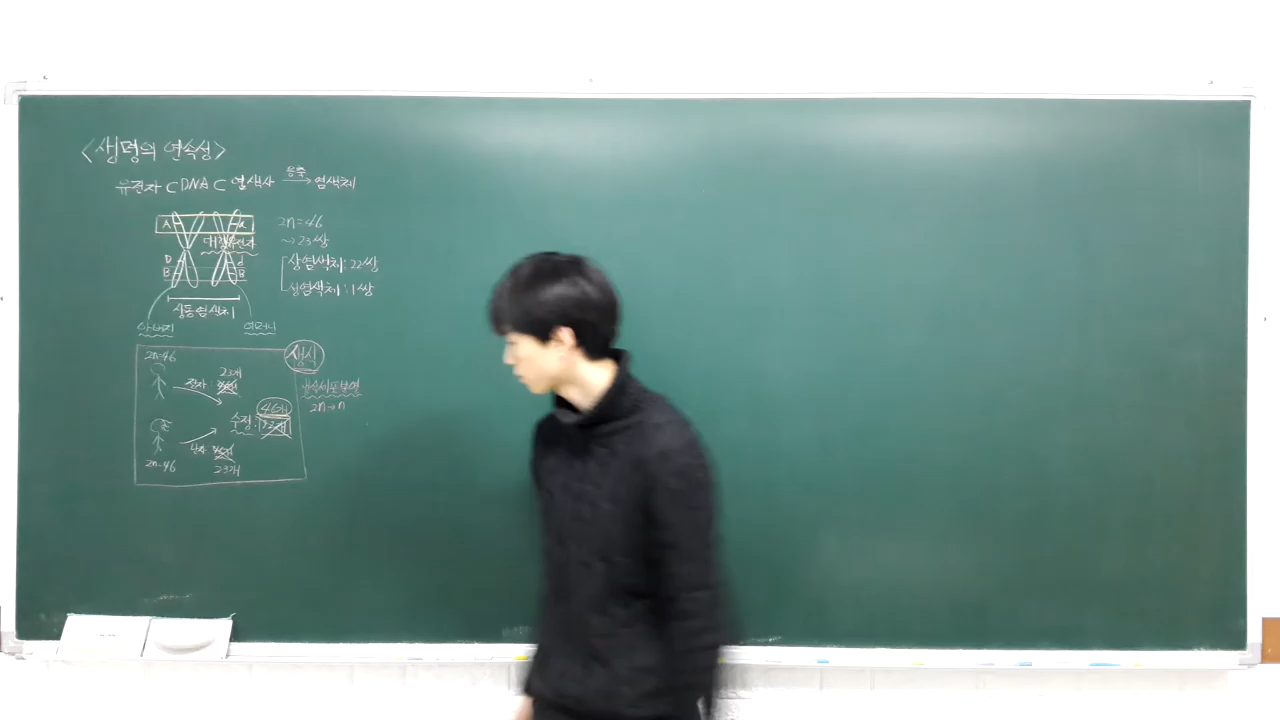 <생명의 연속성>
유전자 ⊂ DNA ⊂ 염색사 응축→ 염색체
A a
대립유전자
D d
B B
상동염색체
아버지 어머니
2n=46
→ 23쌍
상염색체: 22쌍
성염색체: 1쌍
생식
2n=46
23개
정자
46개
수정:
난자
23개
2n=46
생식세포분열
2n→n